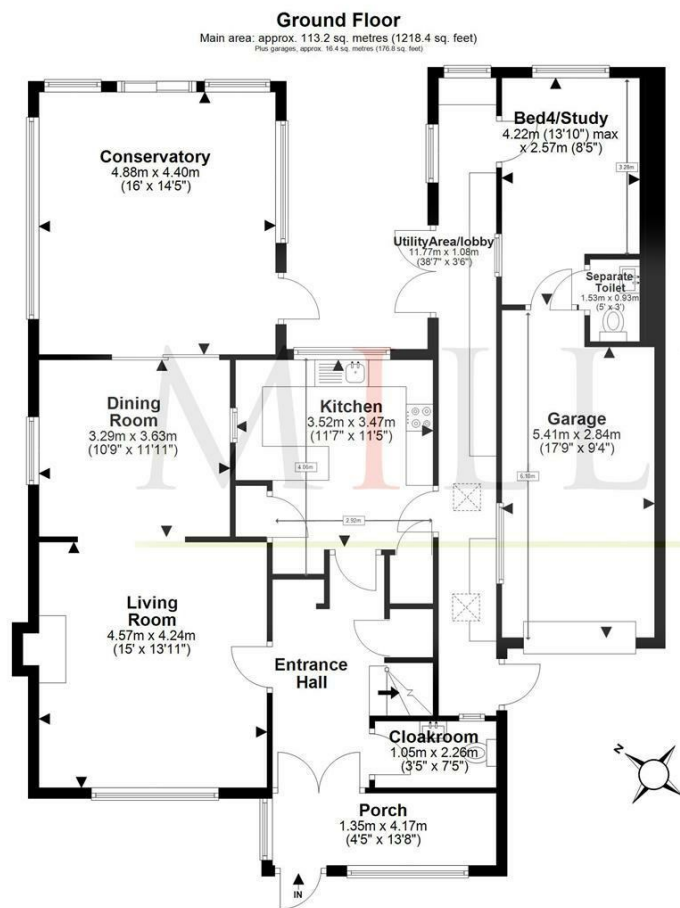 Ground Floor
Main area: approx. 113.2 sq. metres (1218.4 sq. feet)
Plus garages, approx. 16.4 sq. metres (176.8 sq. feet)
Conservatory
4.88m x 4.40m
(16' x 14'5")
Bed4/Study
4.22m (13'10") max
x 2.57m (8'5")
UtilityArea/lobby
11.77m x 1.08m
(38'7" x 3'6")
Separate
Toilet
1.53m x 0.93m
(5' x 3')
Dining
Room
3.29m x 3.63m
(10'9" x 11'11")
Kitchen
3.52m x 3.47m
(11'7" x 11'5")
Garage
5.41m x 2.84m
(17'9" x 9'4")
MILL
Living
Room
4.57m x 4.24m
(15' x 13'11")
Entrance
Hall
Cloakroom
1.05m x 2.26m
(3'5" x 7'5")
Porch
1.35m x 4.17m
(4'5" x 13'8")
IN
N